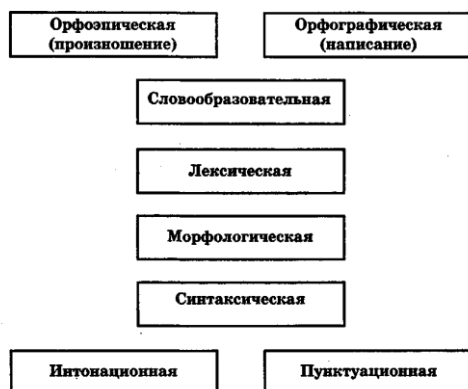 Орфоэпическая
(произношение)
Орфографическая
(написание)
Словообразовательная
Лексическая
Морфологическая
Синтаксическая
Интонационная
Пунктуационная